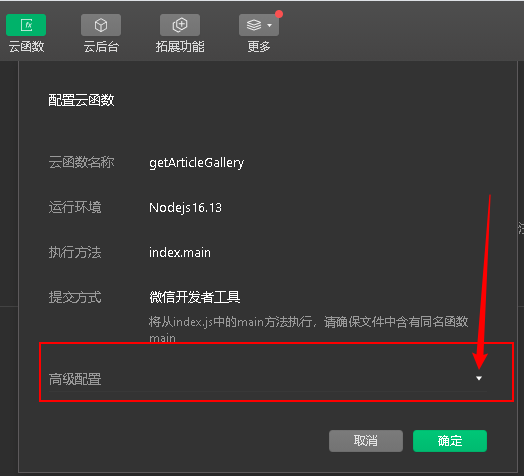 云函数
云后台
拓展功能
更多
配置云函数
云函数名称
getArticleGallery
运行环境
Nodejs16.13
执行方法
index.main
提交方式
微信开发者工具
将从index.js中的main方法执行，请确保文件中含有同名函数
main
高级配置
取消
确定